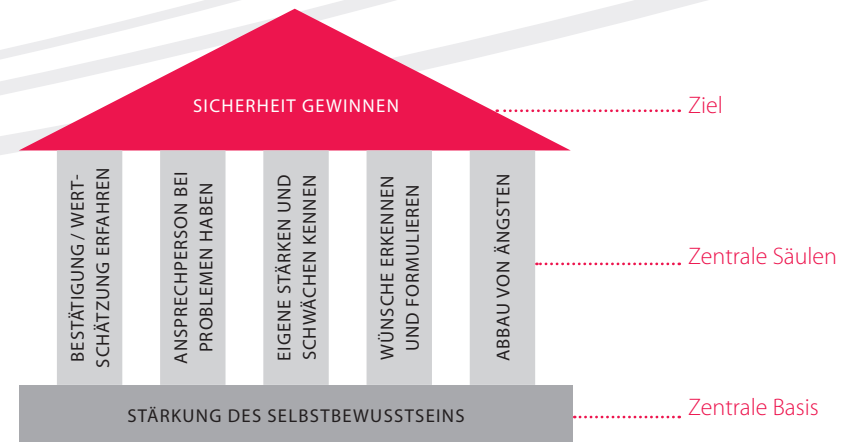 SICHERHEIT GEWINNEN
Ziel
BESTÄTIGUNG / WERT-
SCHÄTZUNG ERFAHREN
ANSPRECHPERSON BEI
PROBLEMEN HABEN
EIGENE STÄRKEN UND
SCHWÄCHEN KENNEN
WÜNSCHE ERKENNEN
UND FORMULIEREN
ABBAU VON ÄNGSTEN
Zentrale Säulen
STÄRKUNG DES SELBSTBEWUSSTSEINS
Zentrale Basis